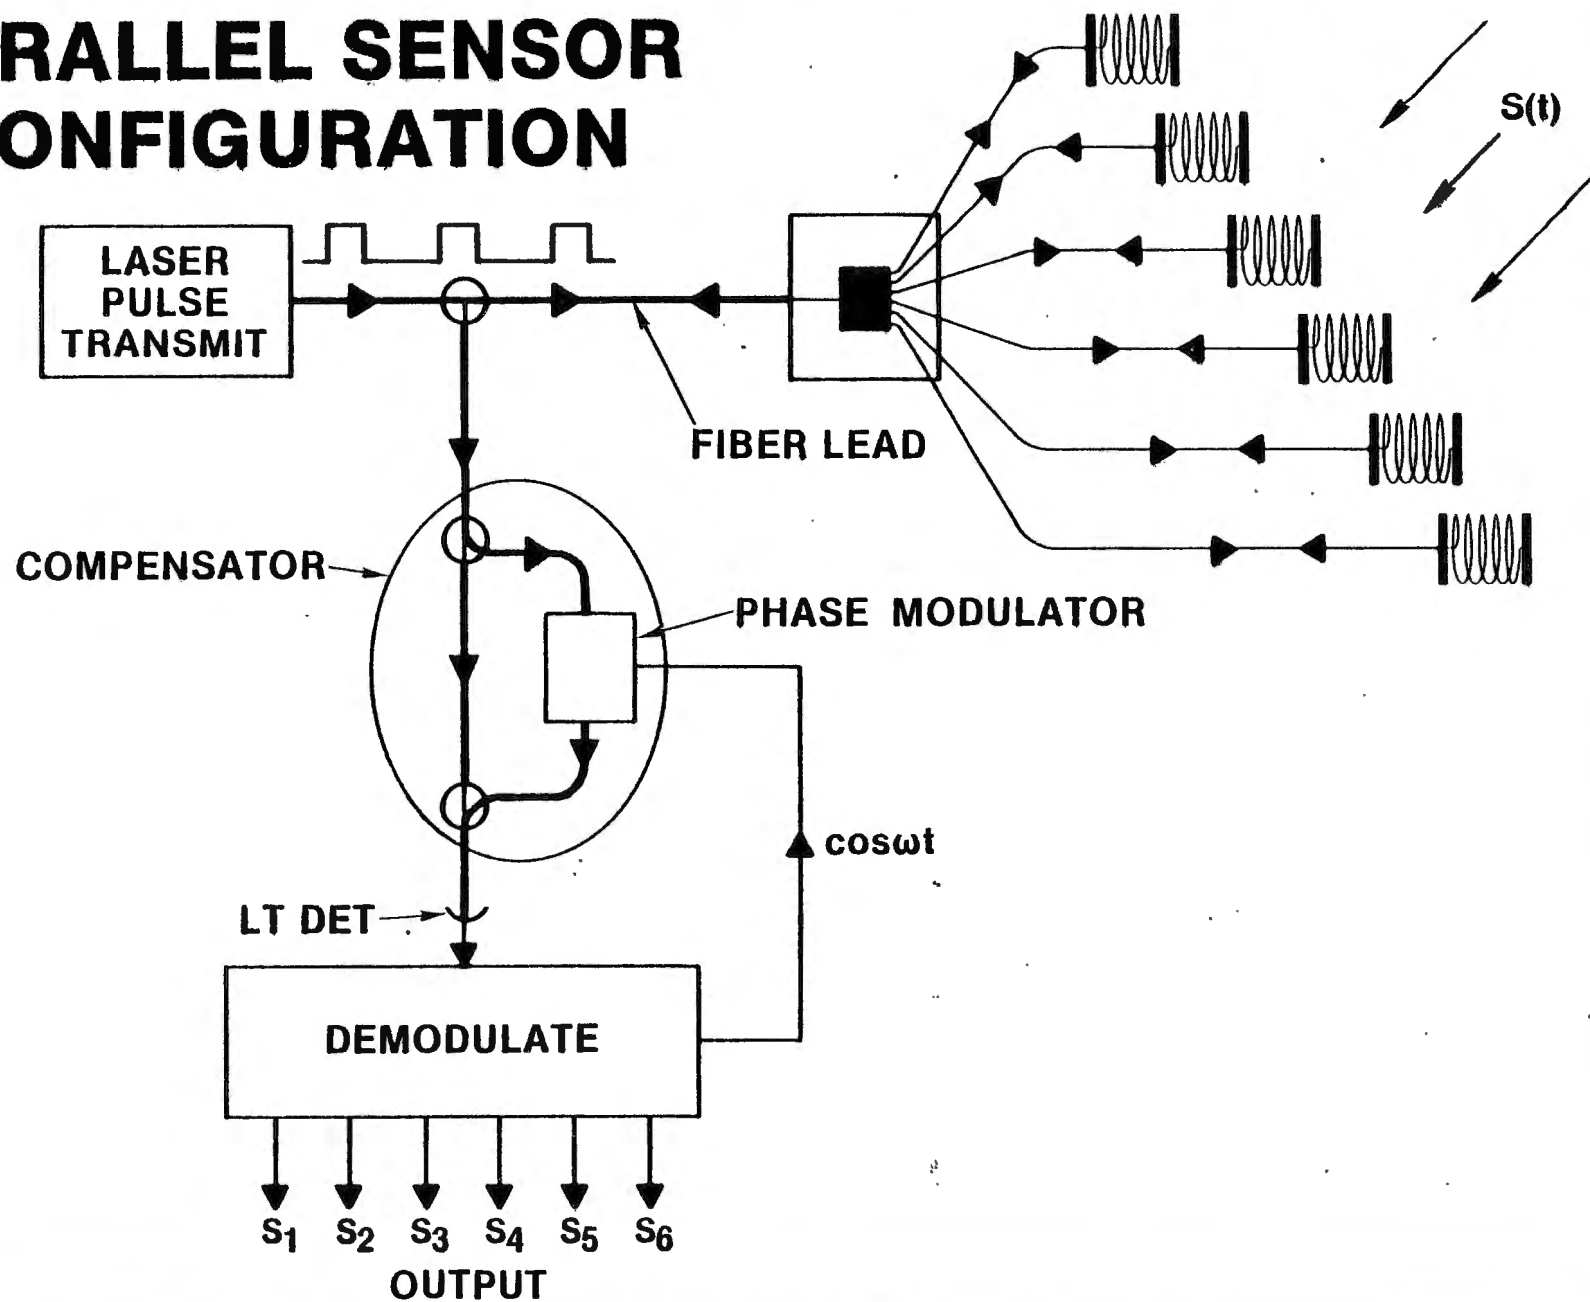 RALLEL SENSOR
ONFIGURATION
S(t)
LASER
PULSE
TRANSMIT
FIBER LEAD
COMPENSATOR
PHASE MODULATOR
cosωt
LT DET
DEMODULATE
S1 S2 S3 S4 S5 S6
OUTPUT